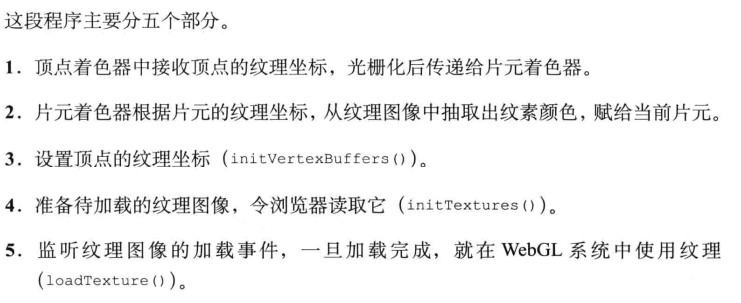 这段程序主要分五个部分。
1. 顶点着色器中接收顶点的纹理坐标，光栅化后传递给片元着色器。
2. 片元着色器根据片元的纹理坐标，从纹理图像中抽取出纹素颜色，赋给当前片元。
3. 设置顶点的纹理坐标（initVertexBuffers()）。
4. 准备待加载的纹理图像，令浏览器读取它（initTextures()）。
5. 监听纹理图像的加载事件，一旦加载完成，就在 WebGL 系统中使用纹理
（loadTexture()）。